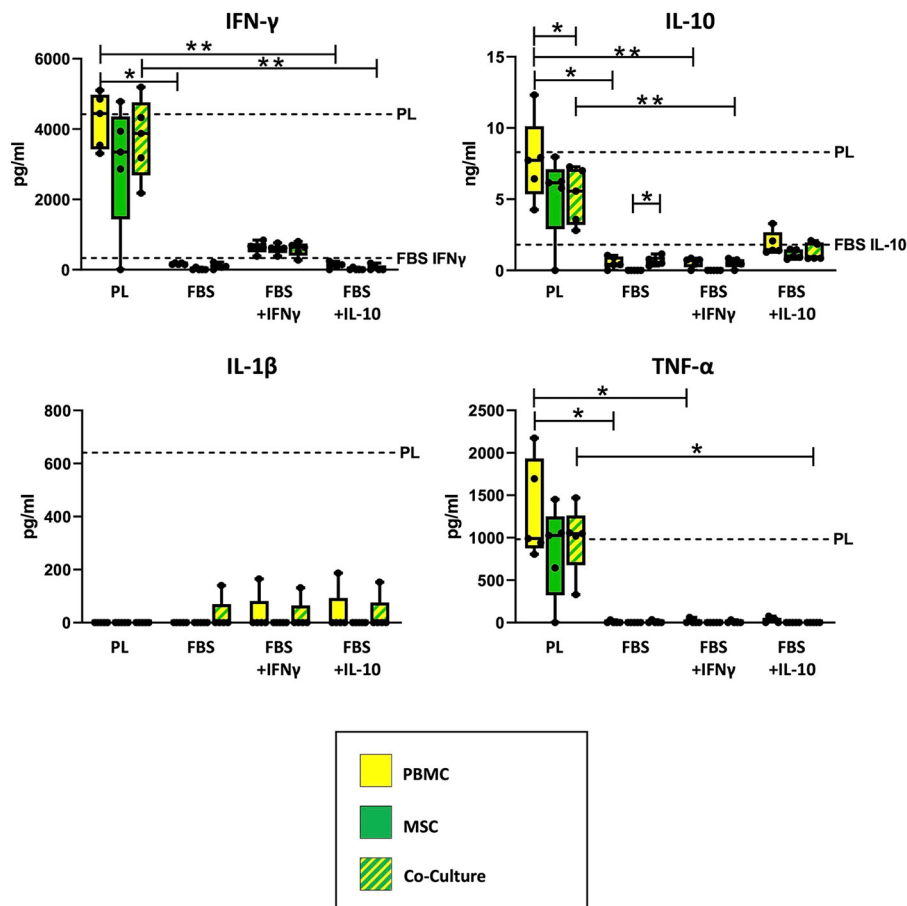 IFN-γ
**
**
*
6000
4000
2000
0
pg/ml
PL
FBS IFNγ
PL
FBS
FBS
+IFNγ
FBS
+IL-10
IL-10
*
**
*
**
*
15
10
5
0
ng/ml
PL
FBS IL-10
PL
FBS
FBS
+IFNγ
FBS
+IL-10
IL-1β
800
600
400
200
0
pg/ml
PL
PL
FBS
FBS
+IFNγ
FBS
+IL-10
TNF-α
*
*
*
2500
2000
1500
1000
500
0
pg/ml
PL
PL
FBS
FBS
+IFNγ
FBS
+IL-10
PBMC
MSC
Co-Culture